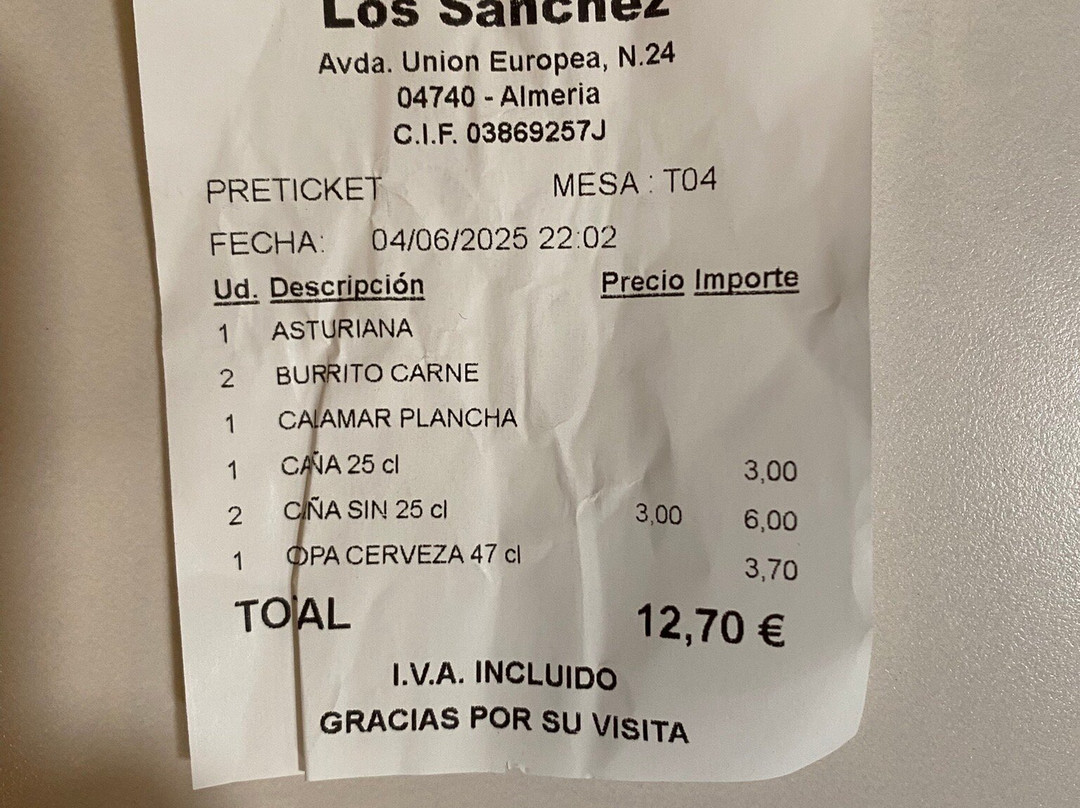 Los Sánchez
Avda. Union Europea, N.24
04740 - Almeria
C.I.F. 03869257J
PRETICKET MESA : T04
FECHA: 04/06/2025 22:02
Ud. Descripción Precio Importe
1 ASTURIANA
2 BURRITO CARNE
1 CALAMAR PLANCHA
1 CAÑA 25 cl 3,00
2 CÑA SIN 25 cl 3,00 6,00
1 OPA CERVEZA 47 cl 3,70
TOTAL 12,70 €
I.V.A. INCLUIDO
GRACIAS POR SU VISITA